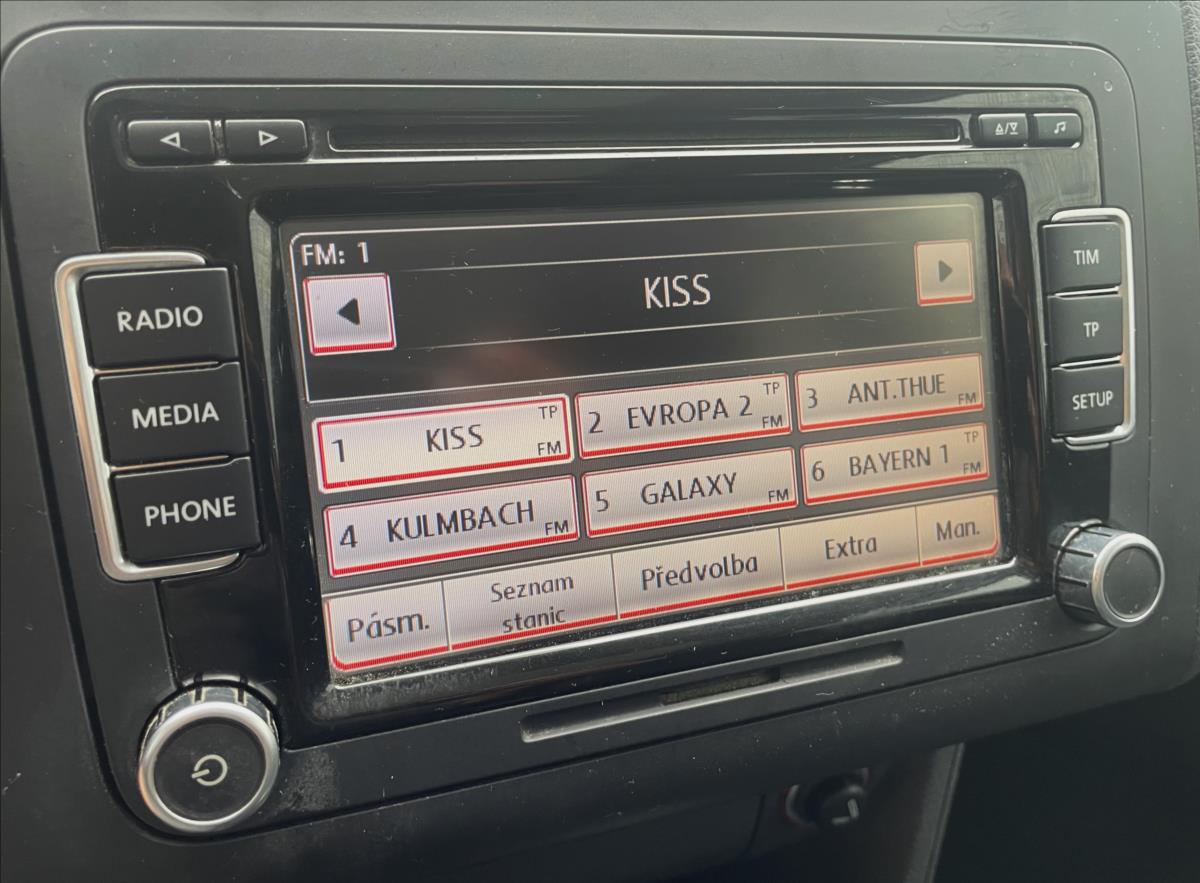 FM: 1
KISS
1 KISS TP FM
2 EVROPA 2 TP FM
3 ANT.THUE FM
4 KULMBACH FM
5 GALAXY FM
6 BAYERN 1 TP FM
Pásm.
Seznam
stanic
Předvolba
Extra
Man.
RADIO
MEDIA
PHONE
TIM
TP
SETUP